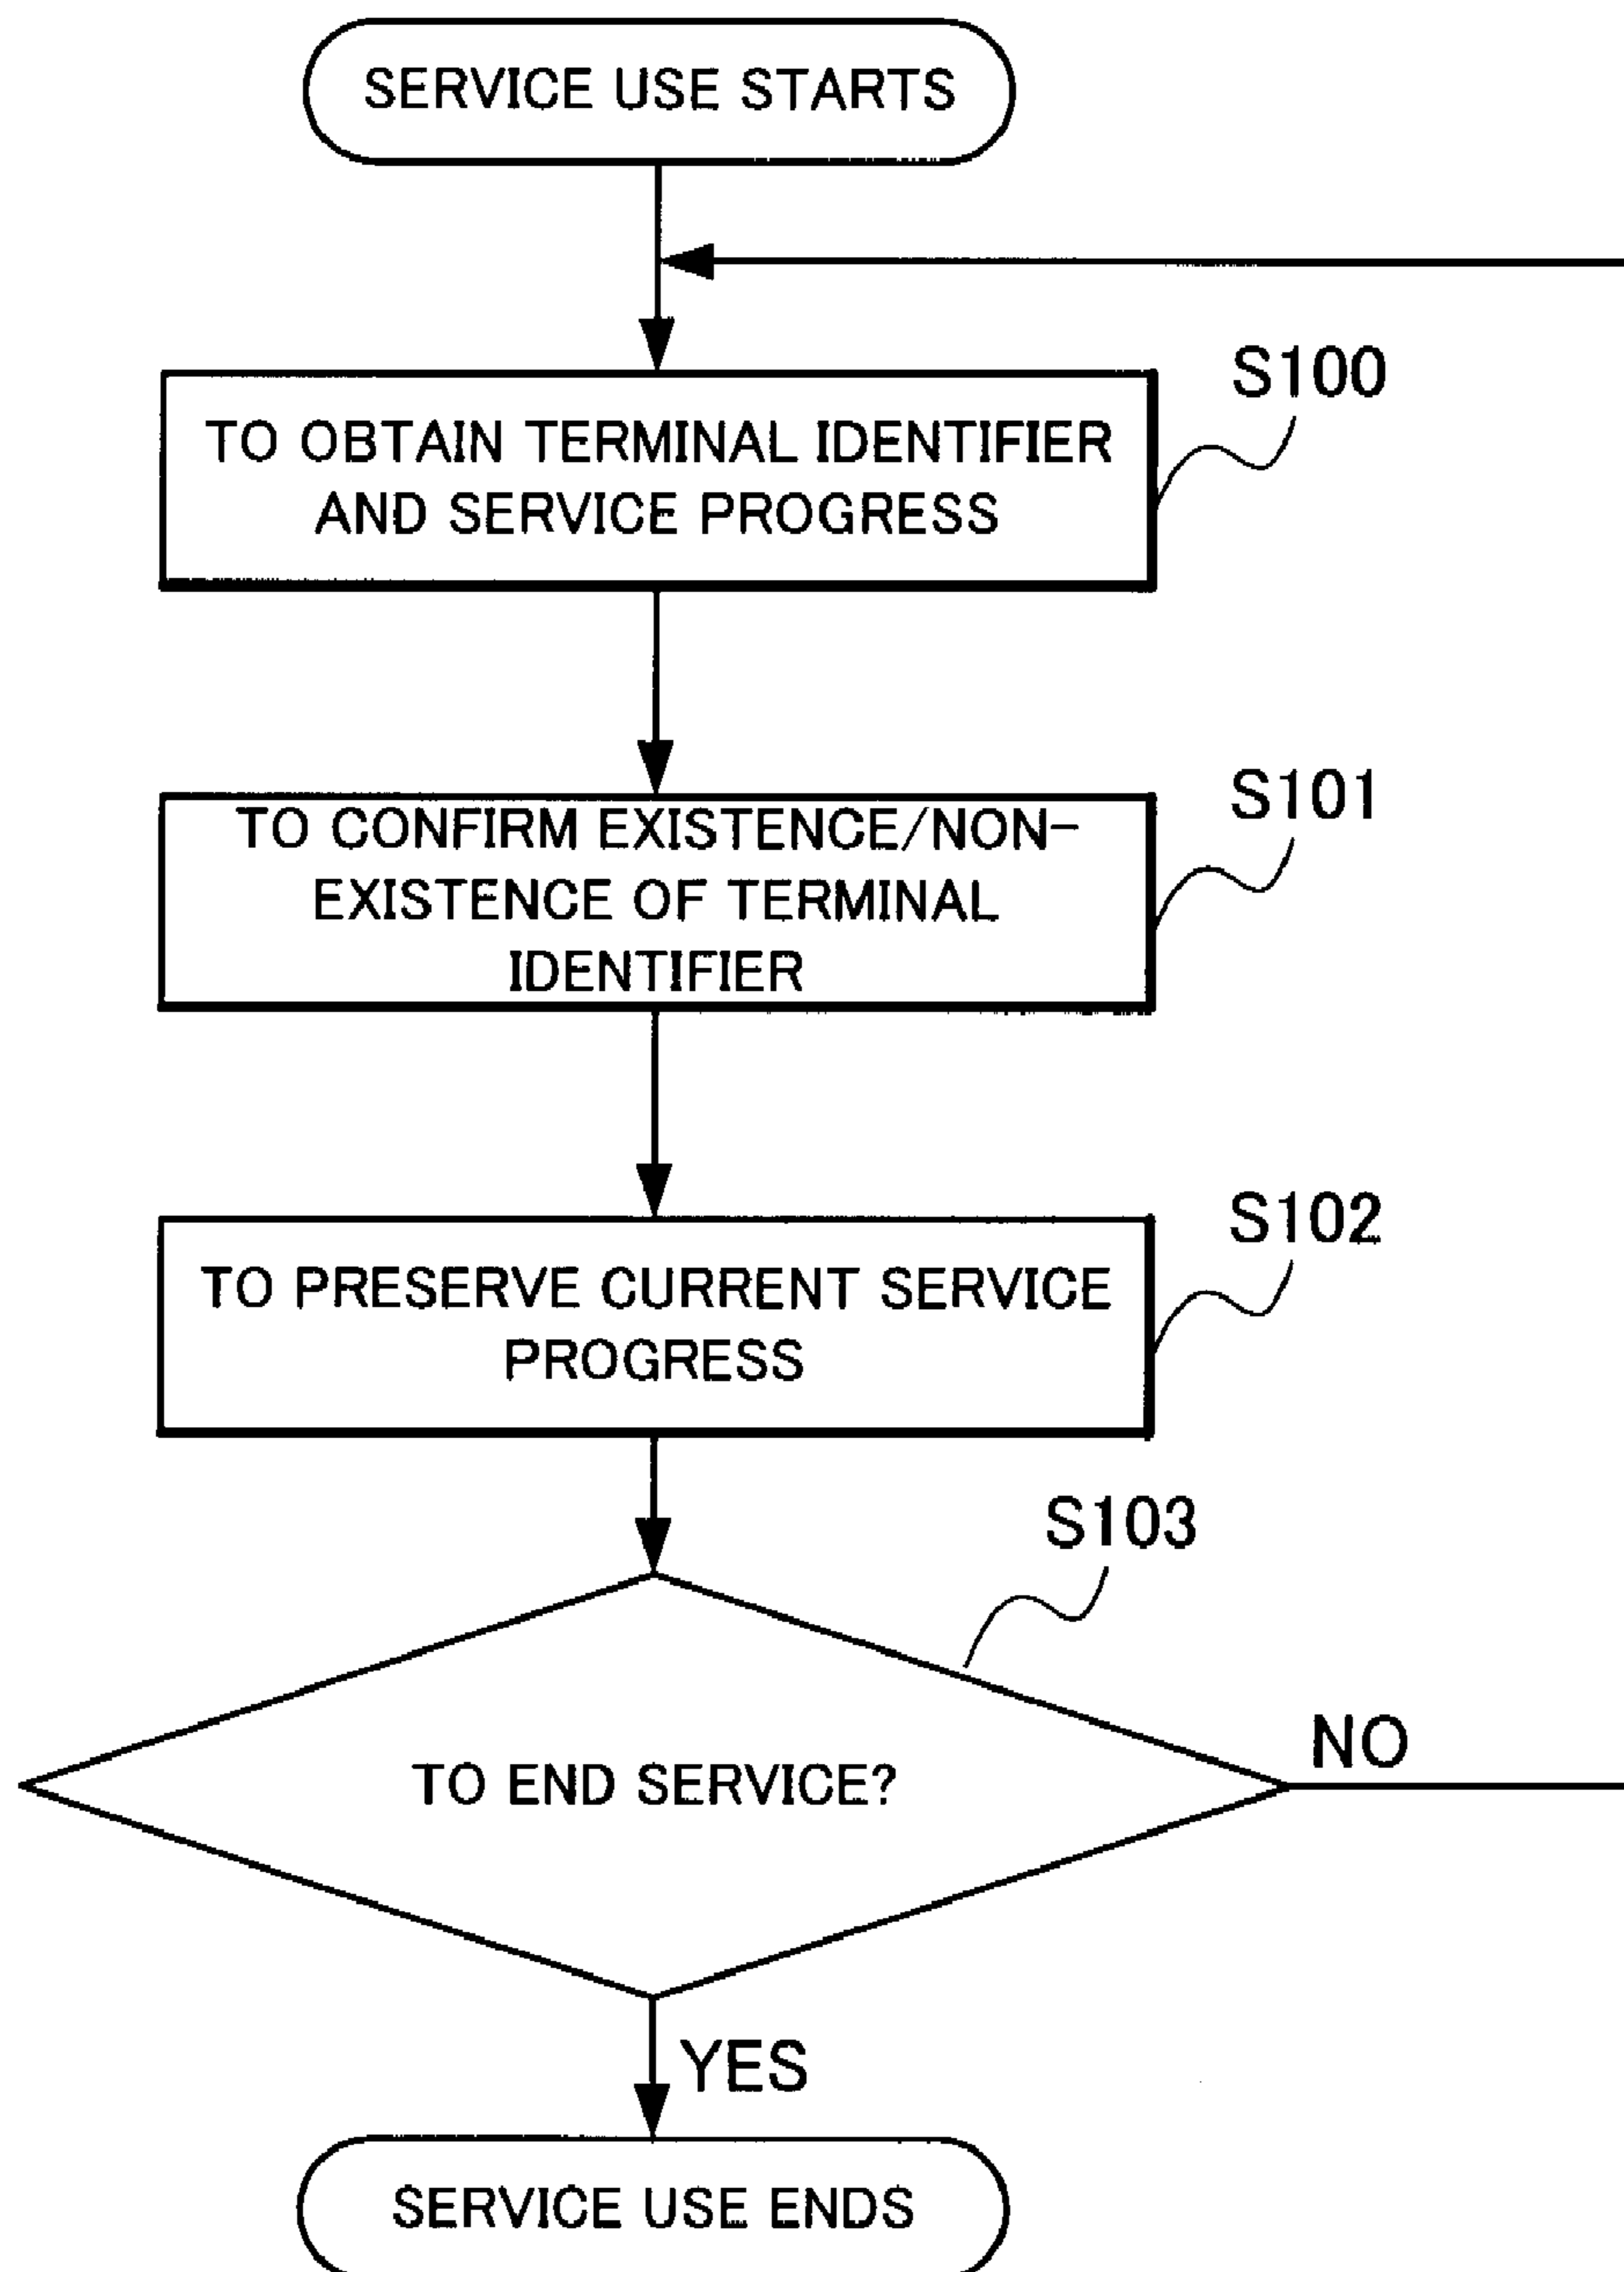 SERVICE USE STARTS
S100
TO OBTAIN TERMINAL IDENTIFIER
AND SERVICE PROGRESS
S101
TO CONFIRM EXISTENCE/NON-
EXISTENCE OF TERMINAL
IDENTIFIER
S102
TO PRESERVE CURRENT SERVICE
PROGRESS
S103
TO END SERVICE?
NO
YES
SERVICE USE ENDS